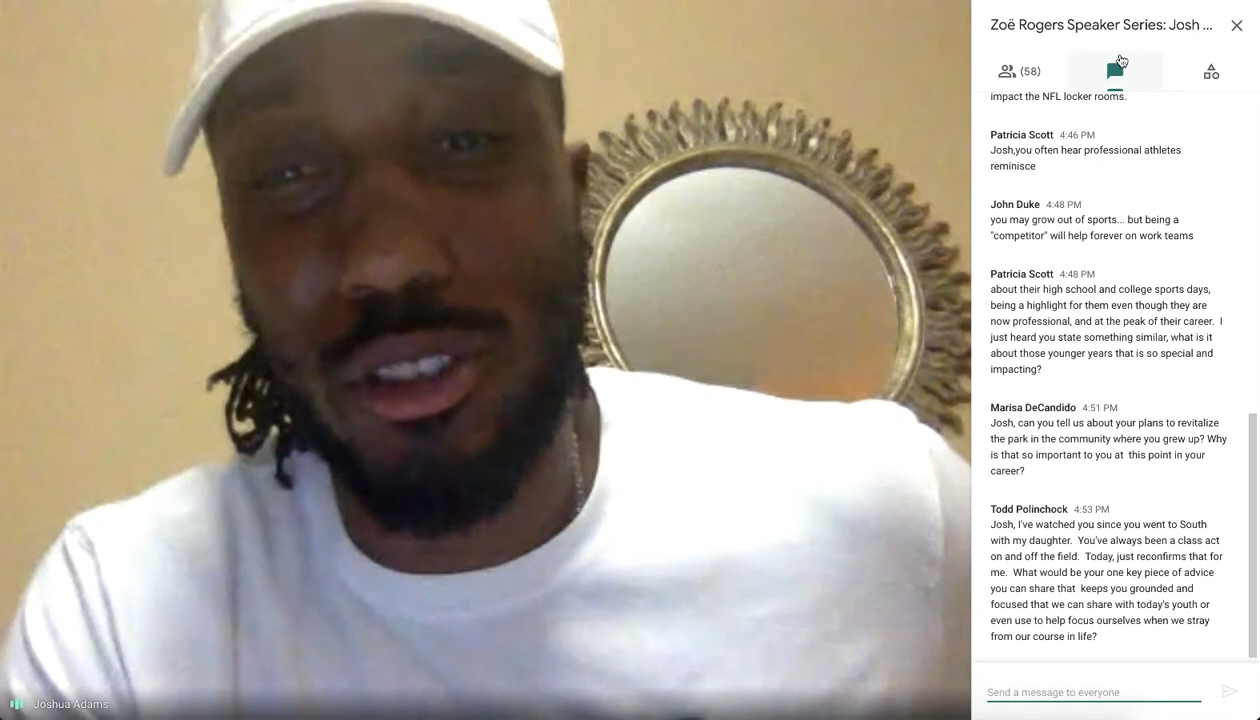 Zoë Rogers Speaker Series: Josh ...
(58)
impact the NFL locker rooms.
Patricia Scott 4:46 PM
Josh,you often hear professional athletes
reminisce
John Duke 4:48 PM
you may grow out of sports... but being a
"competitor" will help forever on work teams
Patricia Scott 4:48 PM
about their high school and college sports days,
being a highlight for them even though they are
now professional, and at the peak of their career. I
just heard you state something similar, what is it
about those younger years that is so special and
impacting?
Marisa DeCandido 4:51 PM
Josh, can you tell us about your plans to revitalize
the park in the community where you grew up? Why
is that so important to you at this point in your
career?
Todd Polinchock 4:53 PM
Josh, I've watched you since you went to South
with my daughter. You've always been a class act
on and off the field. Today, just reconfirms that for
me. What would be your one key piece of advice
you can share that keeps you grounded and
focused that we can share with today's youth or
even use to help focus ourselves when we stray
from our course in life?
Send a message to everyone
Joshua Adams